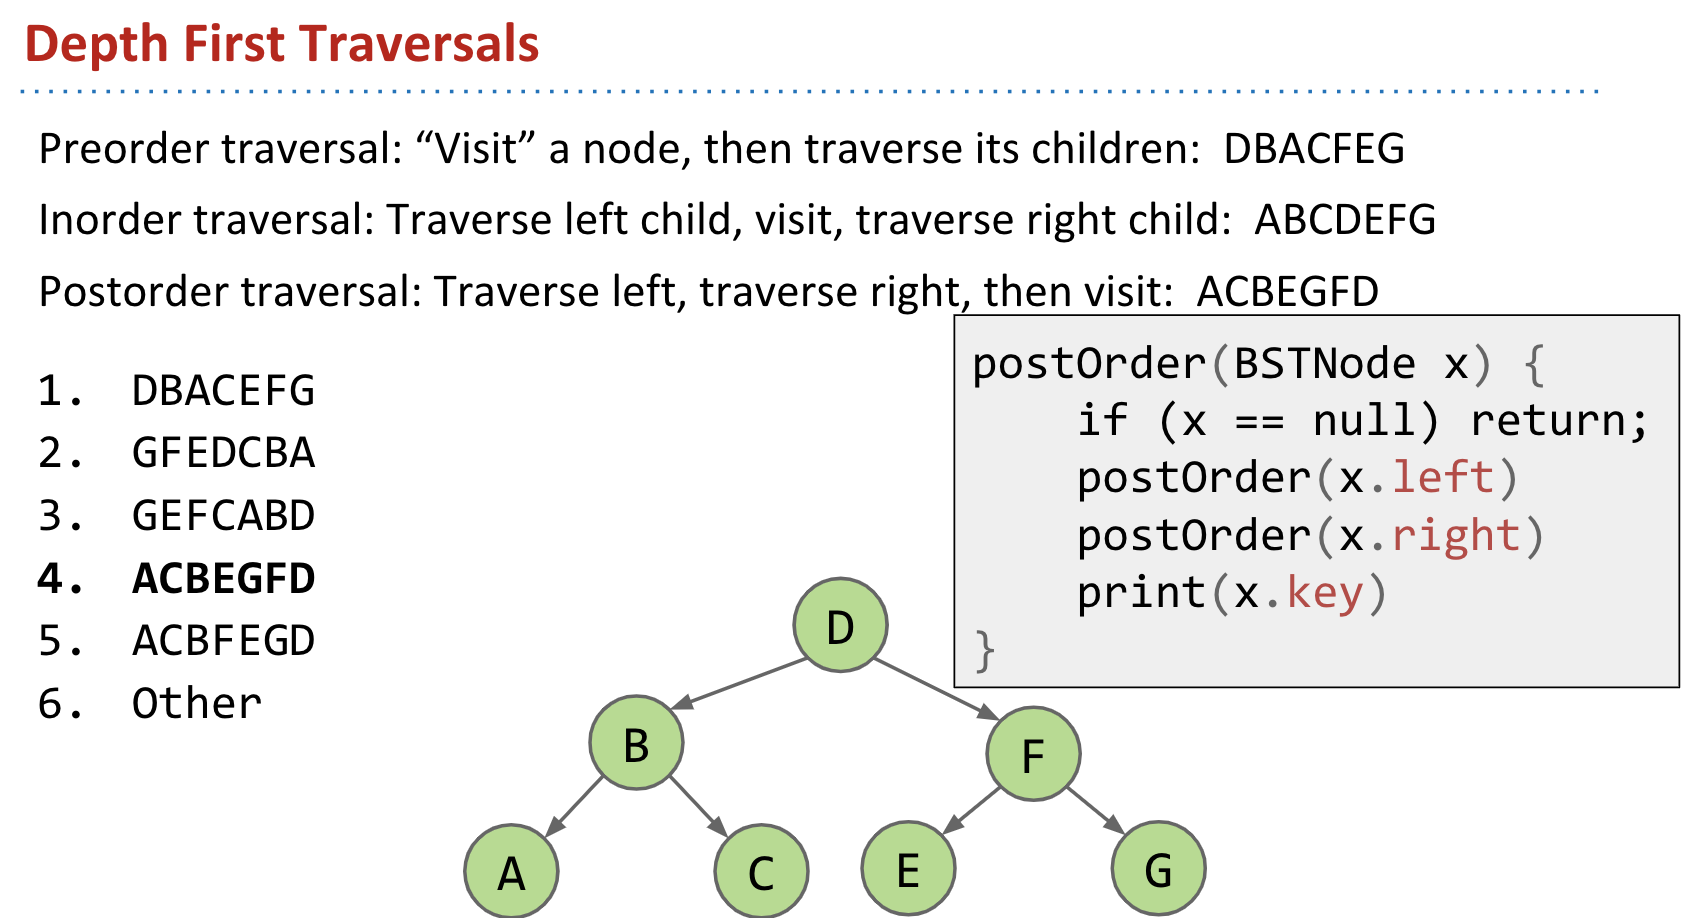 Depth First Traversals
Preorder traversal: “Visit” a node, then traverse its children: DBACFEG
Inorder traversal: Traverse left child, visit, traverse right child: ABCDEFG
Postorder traversal: Traverse left, traverse right, then visit: ACBEGFD
1. DBACEFG
2. GFEDCBA
3. GEFCABD
4. ACBEGFD
5. ACBFEGD
6. Other
postOrder(BSTNode x) {
    if (x == null) return;
    postOrder(x.left)
    postOrder(x.right)
    print(x.key)
}
D
B
F
A
C
E
G